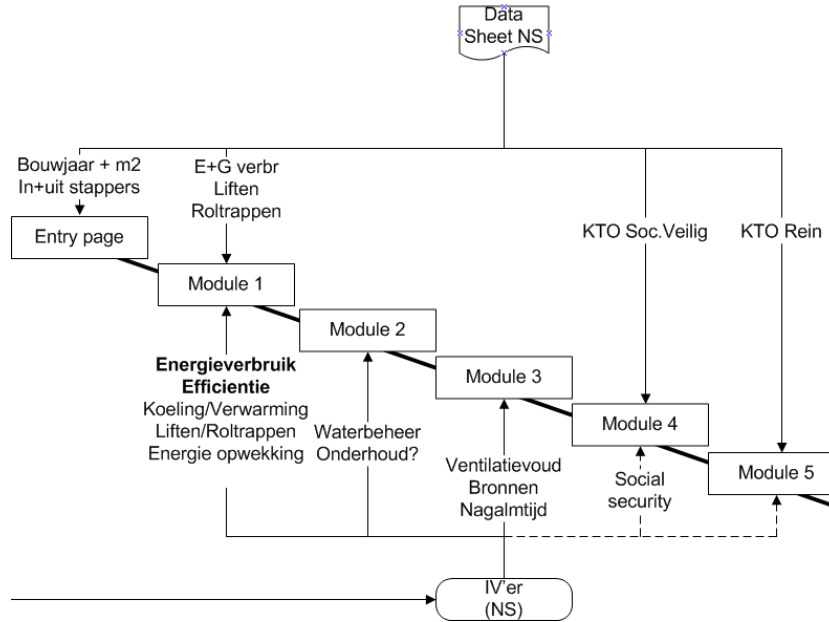 Data
Sheet NS
Bouwjaar + m2
In+uit stappers
E+G verbr
Liften
Roltrappen
KTO Soc.Veilig
KTO Rein
Entry page
Module 1
Module 2
Module 3
Module 4
Module 5
Energieverbruik
Efficientie
Koeling/Verwarming
Liften/Roltrappen
Energie opwekking
Waterbeheer
Onderhoud?
Ventilatievoud
Bronnen
Nagalmtijd
Social
security
IV'er
(NS)